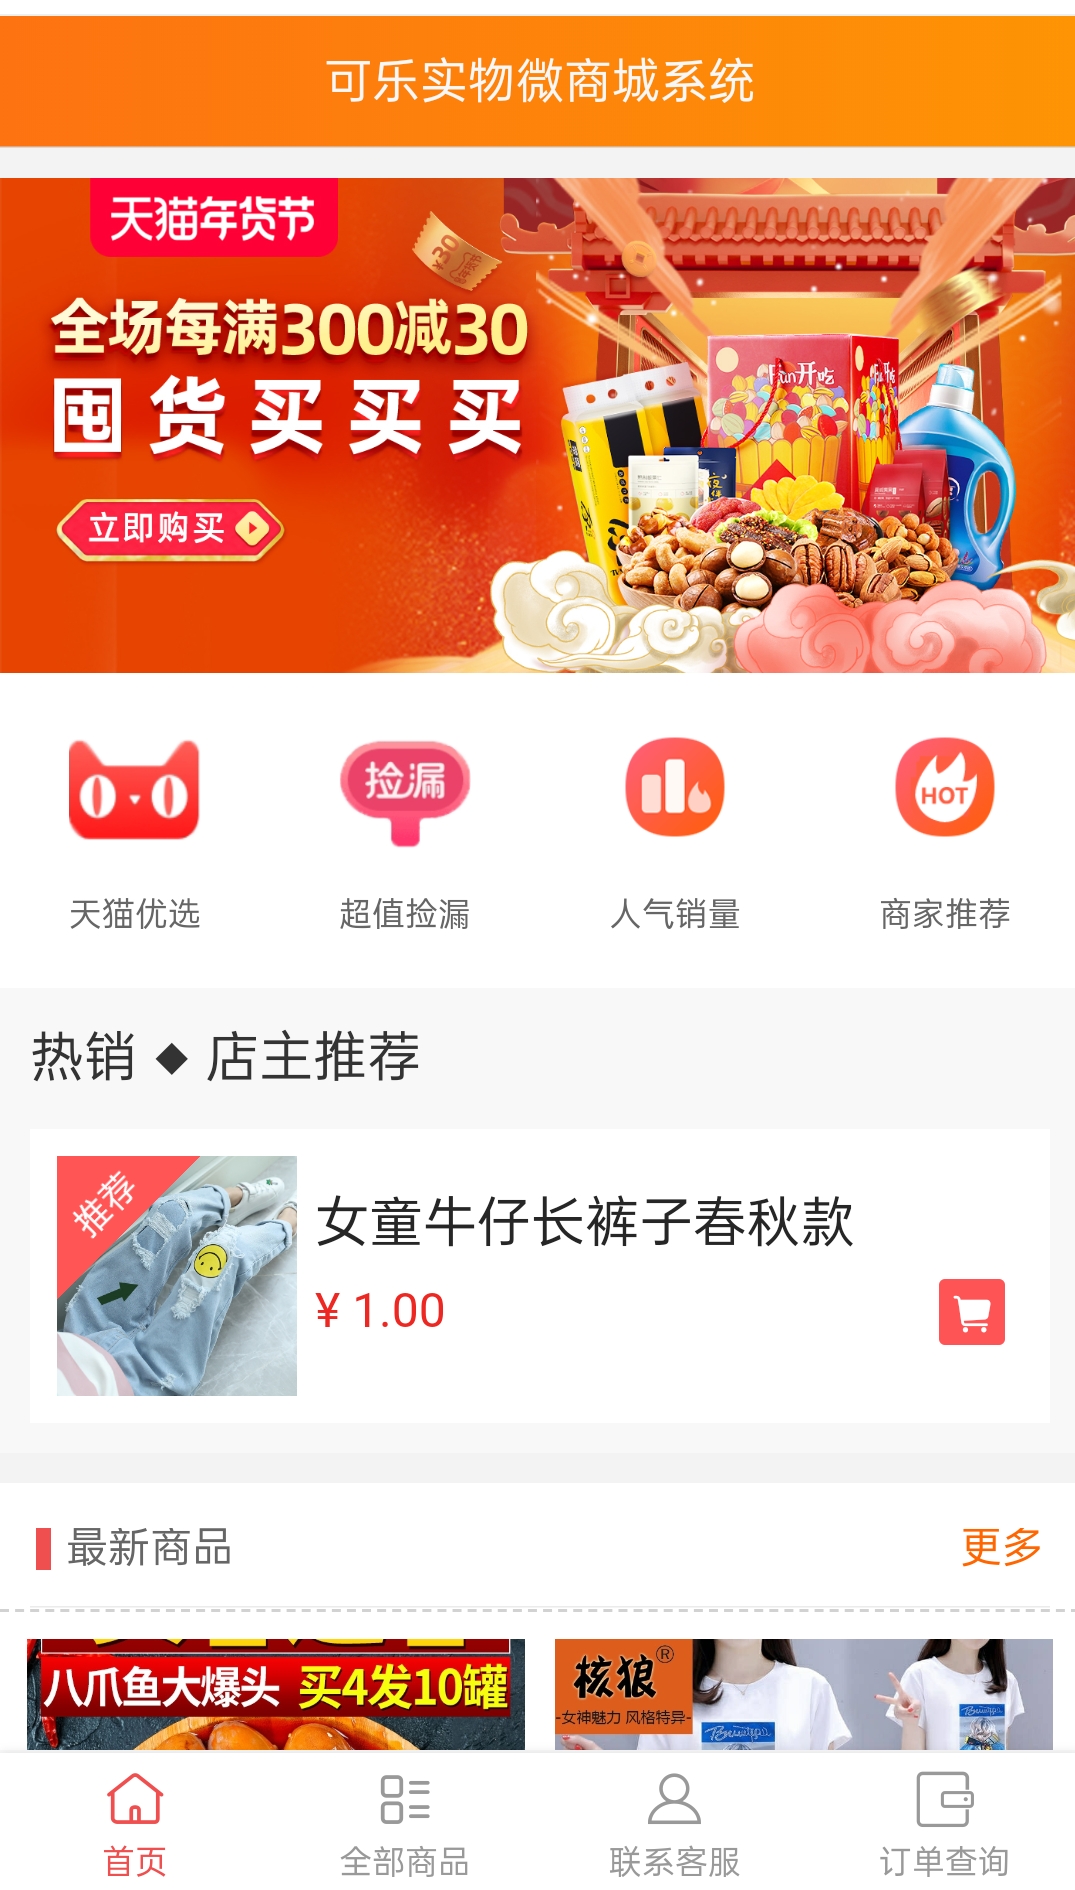 可乐实物微商城系统
天猫年货节
全场每满300减30
囤货买买买
立即购买
Fun开吃
捡漏
HOT
天猫优选
超值捡漏
人气销量
商家推荐
热销 ◆ 店主推荐
推荐
女童牛仔长裤子春秋款
¥ 1.00
最新商品
更多
八爪鱼大爆头 买4发10罐
核狼®
-女神魅力 风格特异-
首页
全部商品
联系客服
订单查询